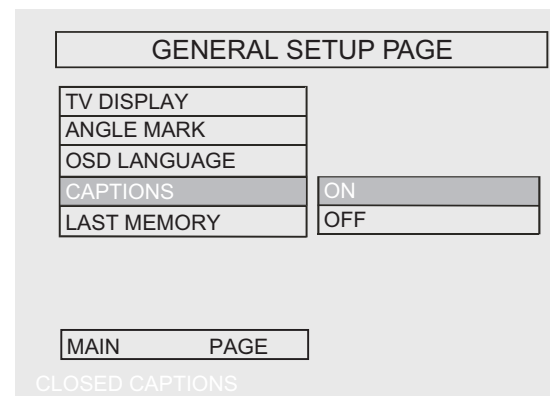 GENERAL SETUP PAGE
TV DISPLAY
ANGLE MARK
OSD LANGUAGE
CAPTIONS ON
LAST MEMORY OFF
MAIN PAGE
CLOSED CAPTIONS